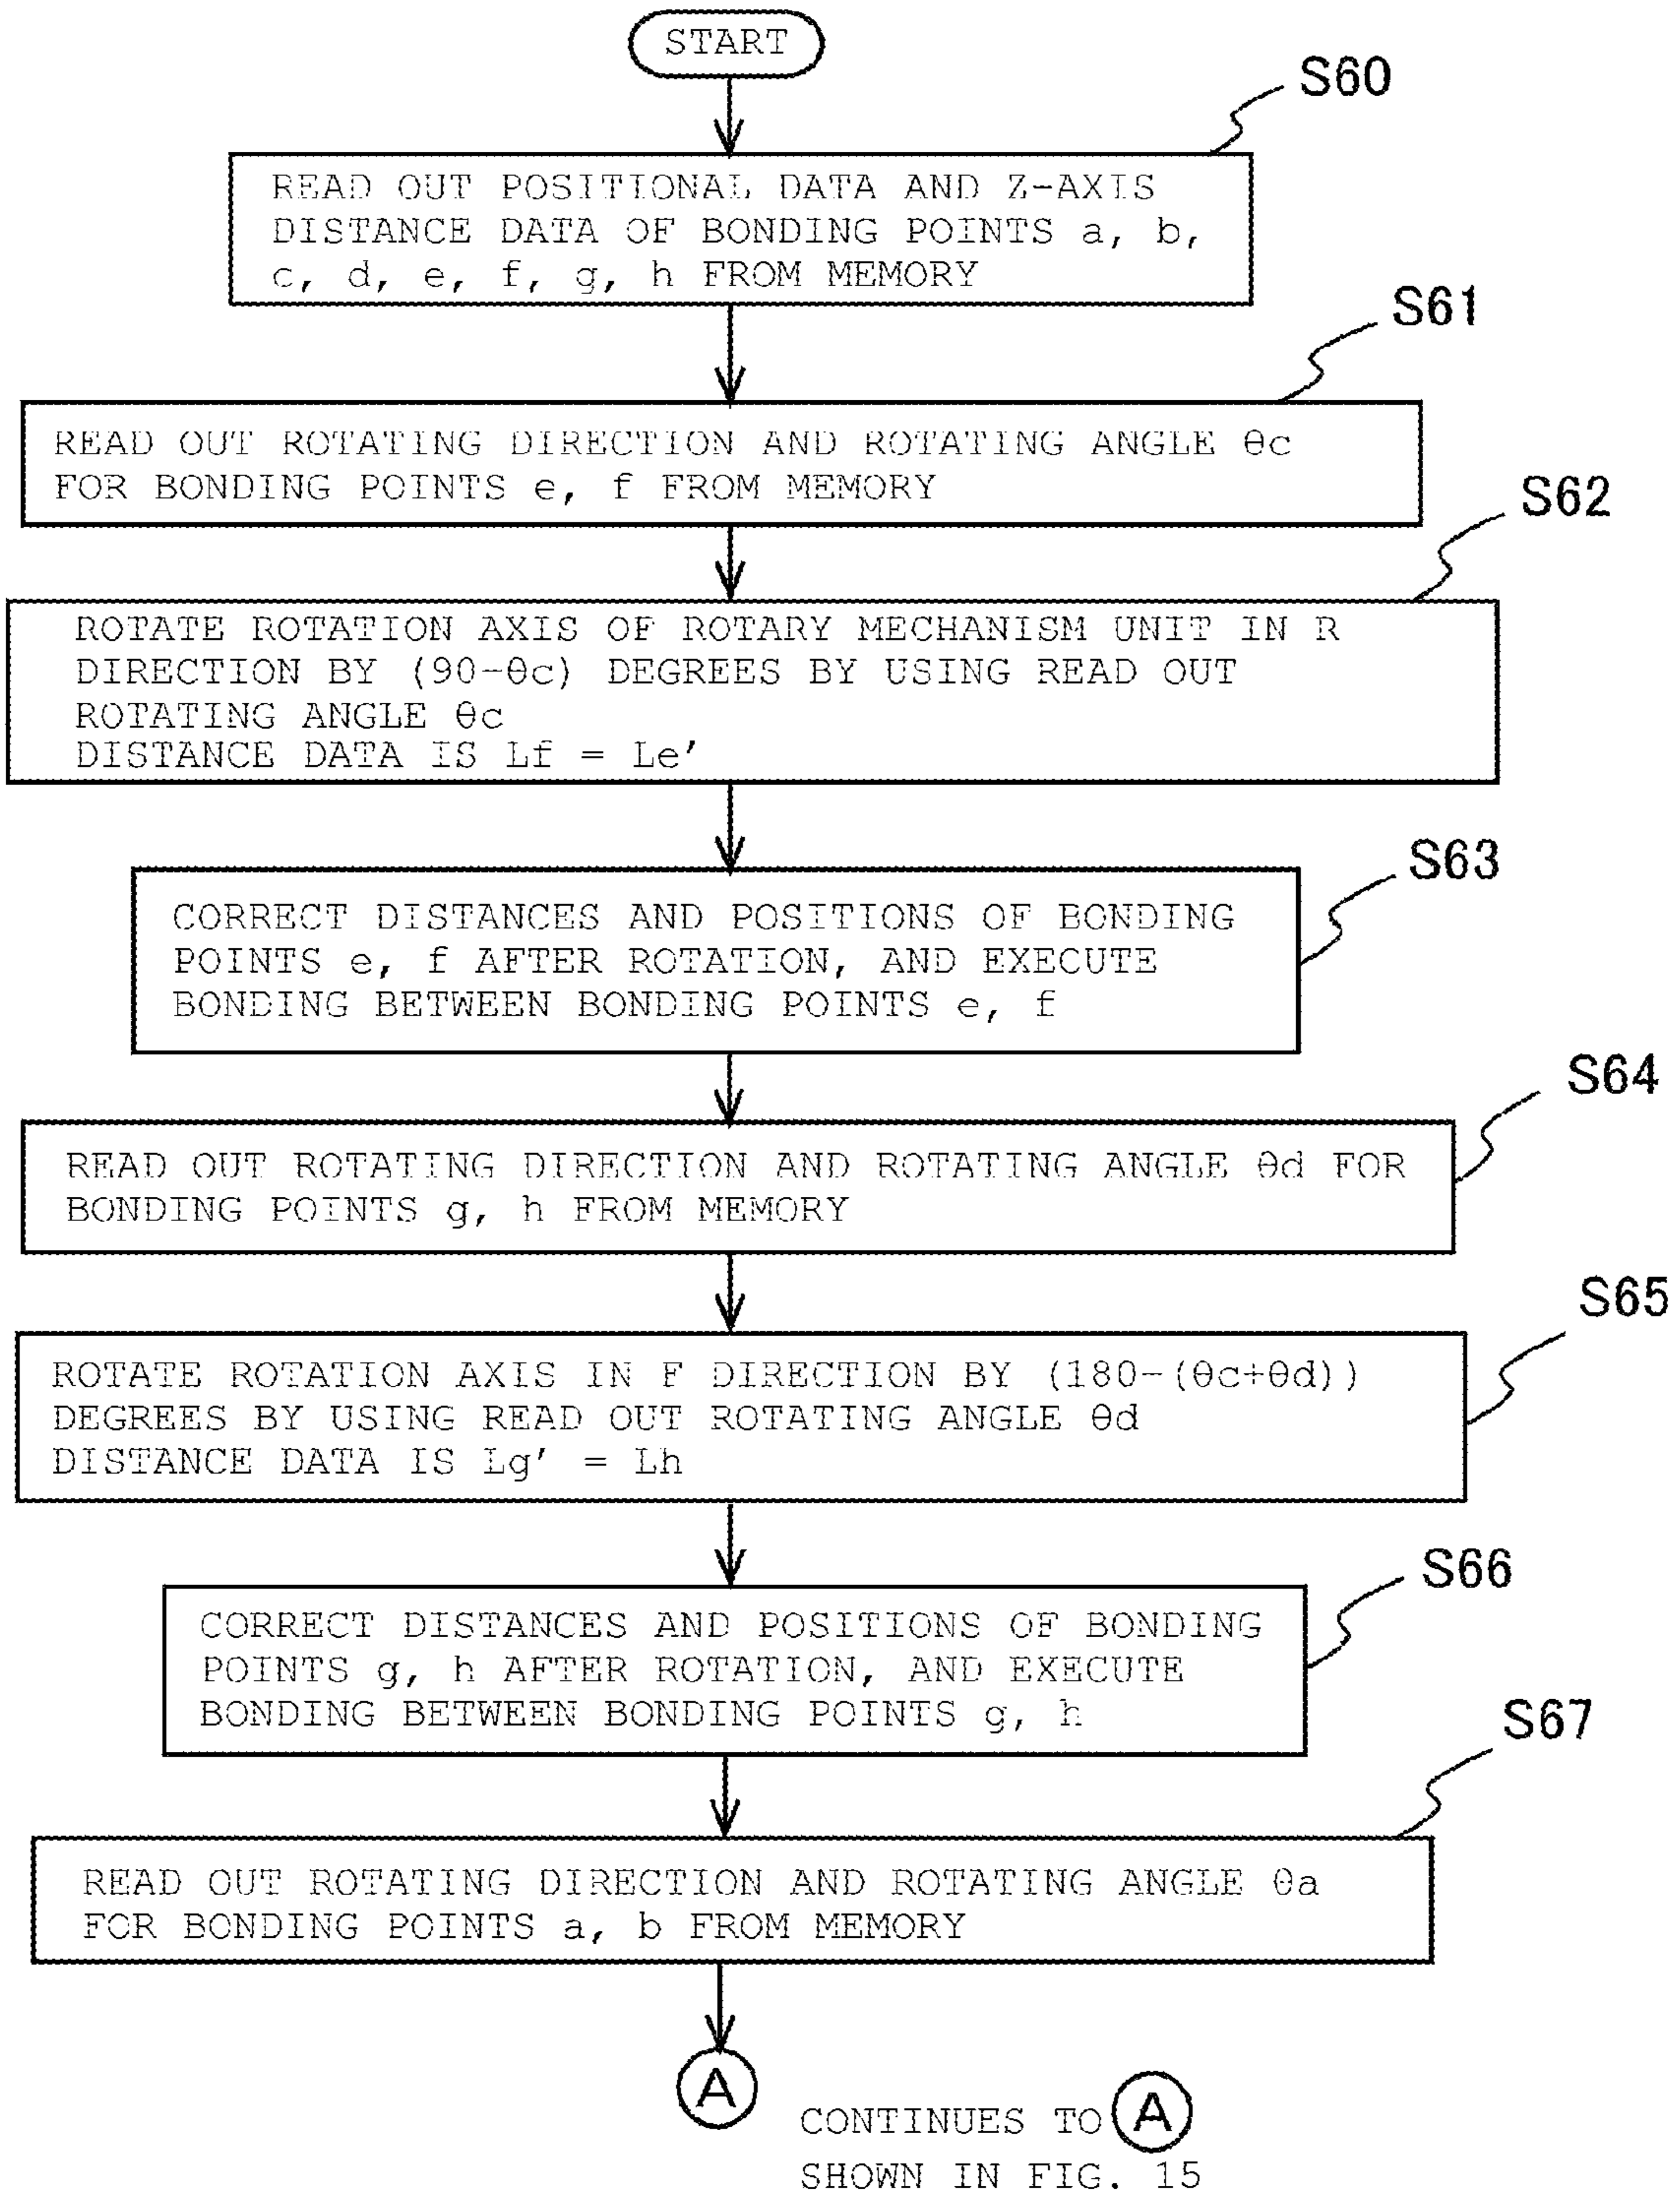 START
S60
READ OUT POSITIONAL DATA AND Z-AXIS
DISTANCE DATA OF BONDING POINTS a, b,
c, d, e, f, g, h FROM MEMORY
S61
READ OUT ROTATING DIRECTION AND ROTATING ANGLE θc
FOR BONDING POINTS e, f FROM MEMORY
S62
ROTATE ROTATION AXIS OF ROTARY MECHANISM UNIT IN R
DIRECTION BY (90-θc) DEGREES BY USING READ OUT
ROTATING ANGLE θc
DISTANCE DATA IS Lf = Le'
S63
CORRECT DISTANCES AND POSITIONS OF BONDING
POINTS e, f AFTER ROTATION, AND EXECUTE
BONDING BETWEEN BONDING POINTS e, f
S64
READ OUT ROTATING DIRECTION AND ROTATING ANGLE θd FOR
BONDING POINTS g, h FROM MEMORY
S65
ROTATE ROTATION AXIS IN F DIRECTION BY (180-(θc+θd))
DEGREES BY USING READ OUT ROTATING ANGLE θd
DISTANCE DATA IS Lg' = Lh
S66
CORRECT DISTANCES AND POSITIONS OF BONDING
POINTS g, h AFTER ROTATION, AND EXECUTE
BONDING BETWEEN BONDING POINTS g, h
S67
READ OUT ROTATING DIRECTION AND ROTATING ANGLE θa
FOR BONDING POINTS a, b FROM MEMORY
A
CONTINUES TO A
SHOWN IN FIG. 15